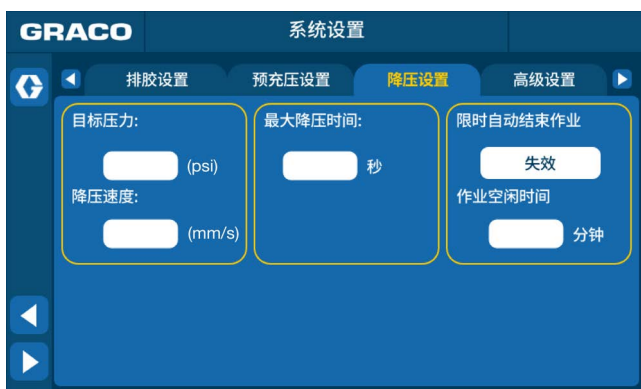 GRACO
系统设置
排胶设置
预充压设置
降压设置
高级设置
目标压力:
(psi)
降压速度:
(mm/s)
最大降压时间:
秒
限时自动结束作业
失效
作业空闲时间
分钟